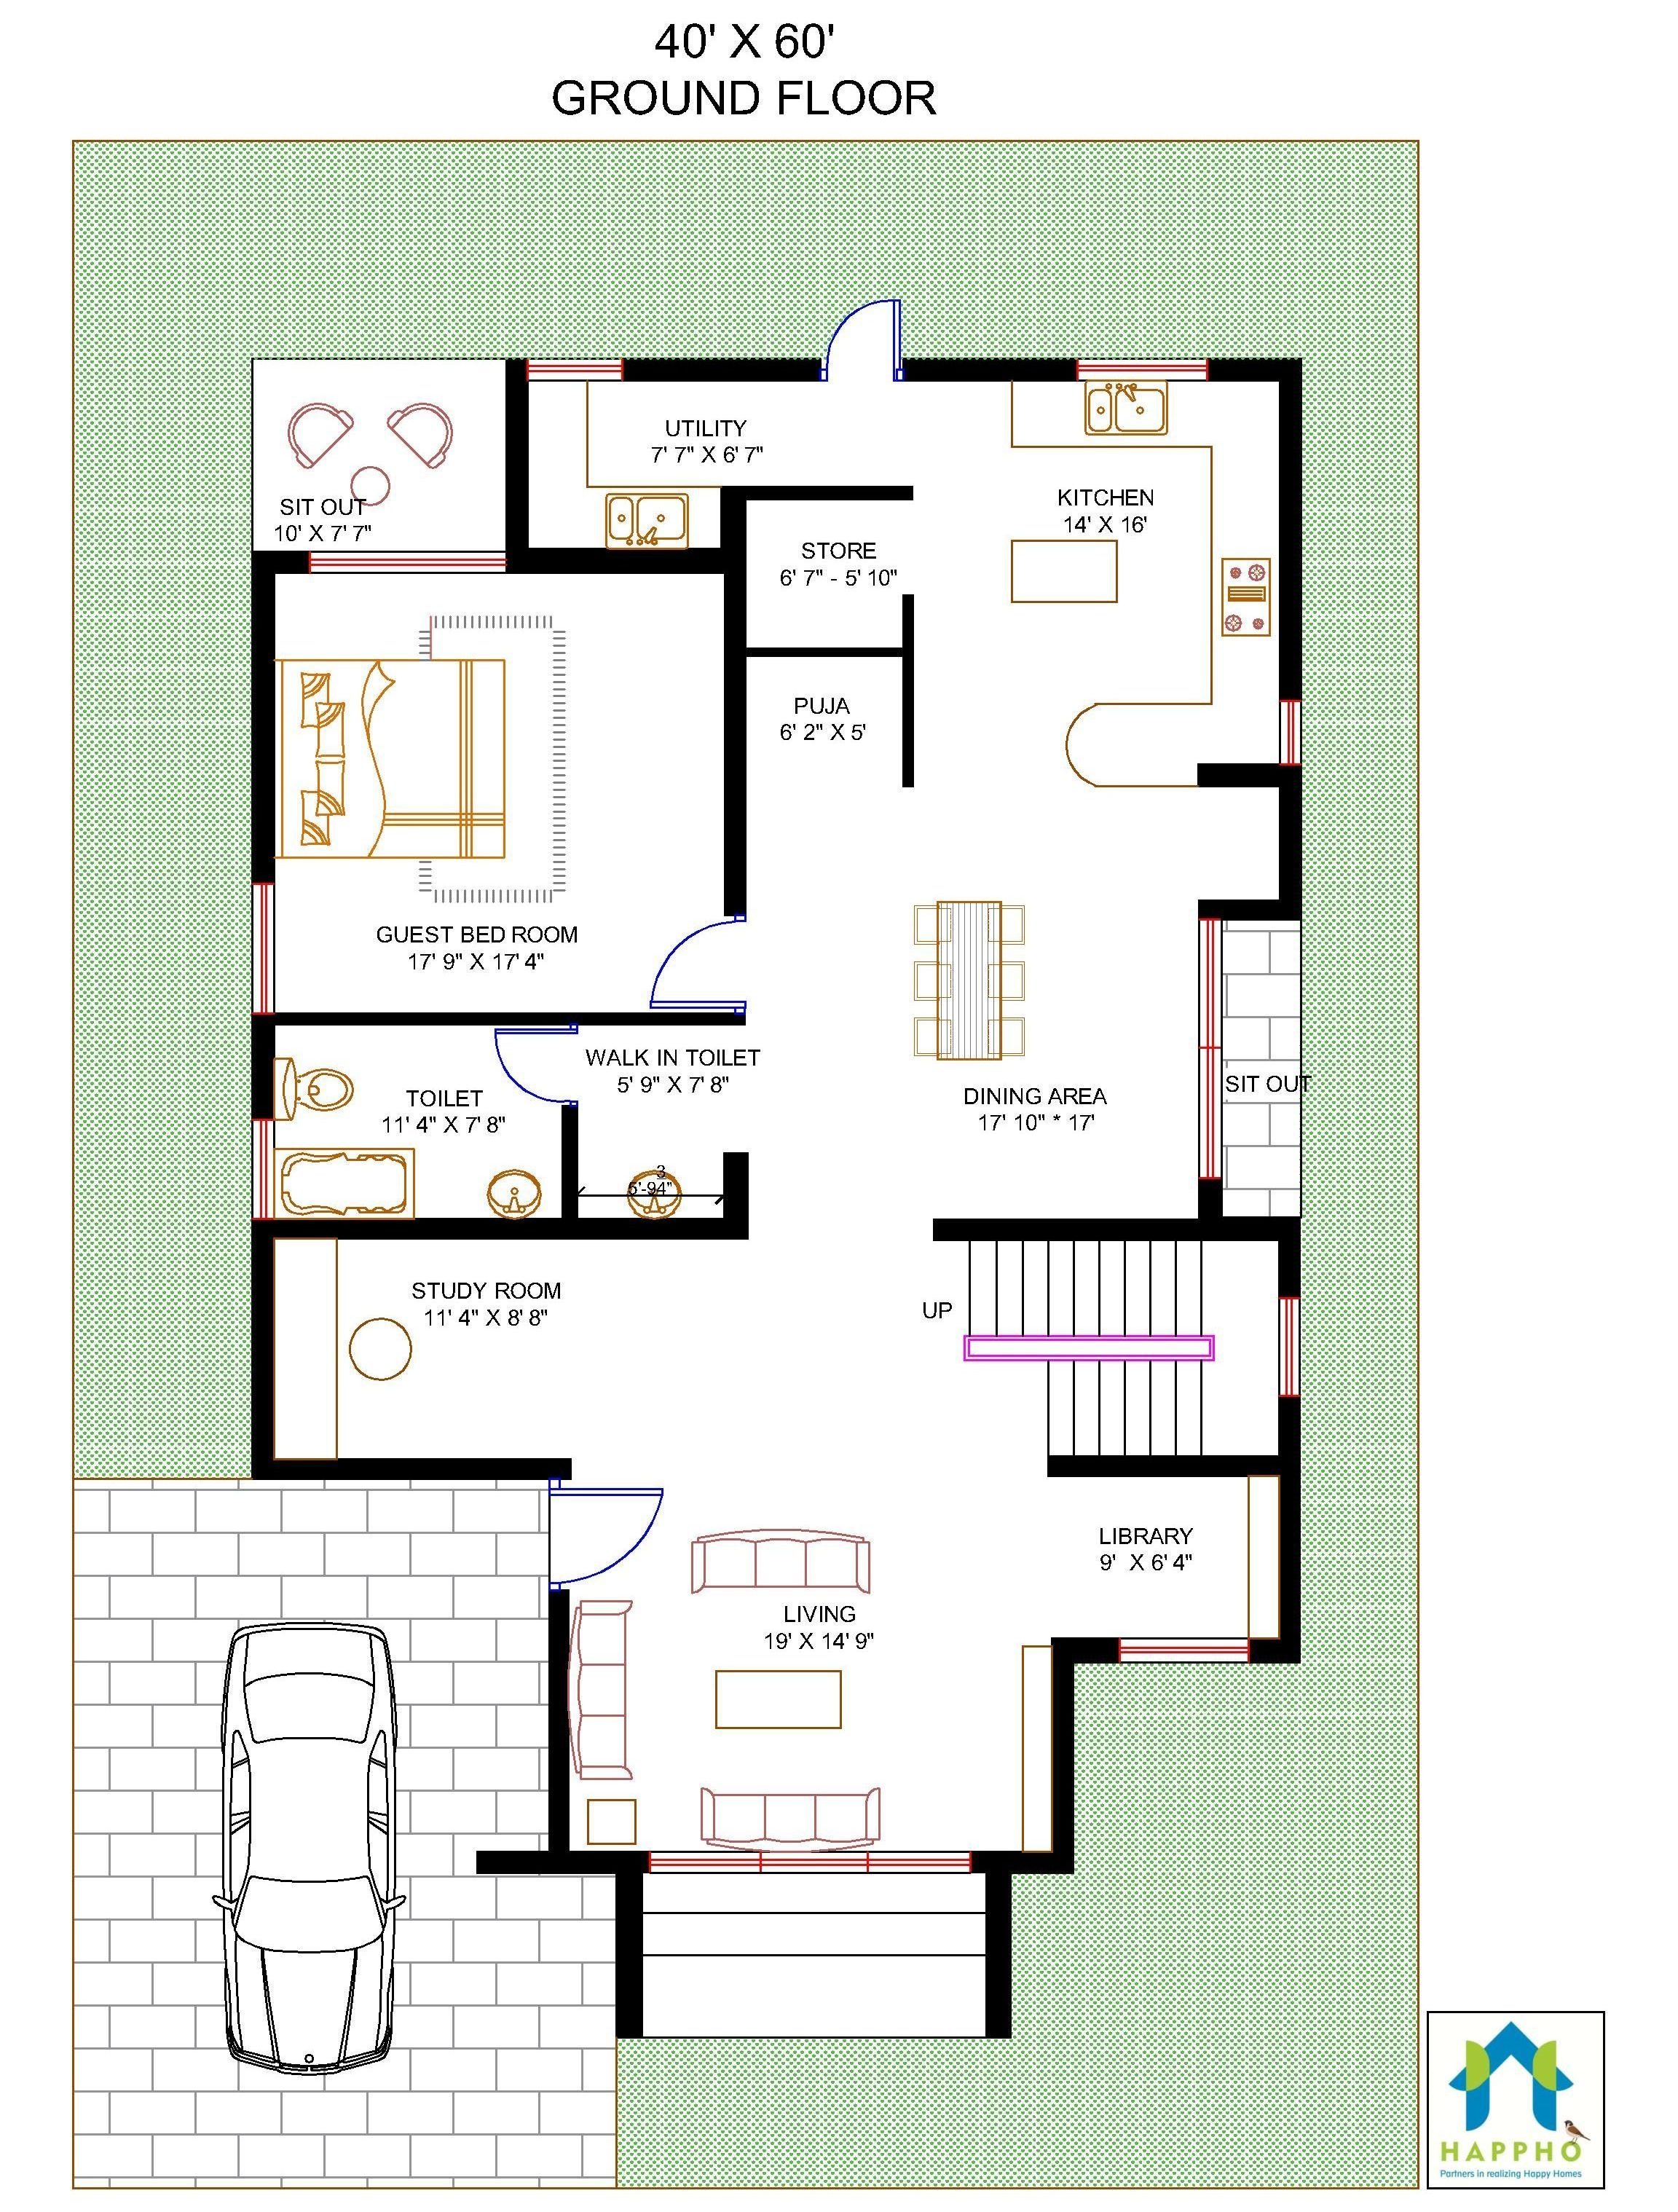 40' X 60'
GROUND FLOOR
UTILITY
7' 7" X 6' 7"
SIT OUT
10' X 7' 7"
KITCHEN
14' X 16'
STORE
6' 7" - 5' 10"
PUJA
6' 2" X 5'
GUEST BED ROOM
17' 9" X 17' 4"
WALK IN TOILET
5' 9" X 7' 8"
TOILET
11' 4" X 7' 8"
DINING AREA
17' 10" * 17'
SIT OUT
3
5'-94"
STUDY ROOM
11' 4" X 8' 8"
UP
LIBRARY
9' X 6' 4"
LIVING
19' X 14' 9"
HAPPHO
Partners in realizing Happy Homes